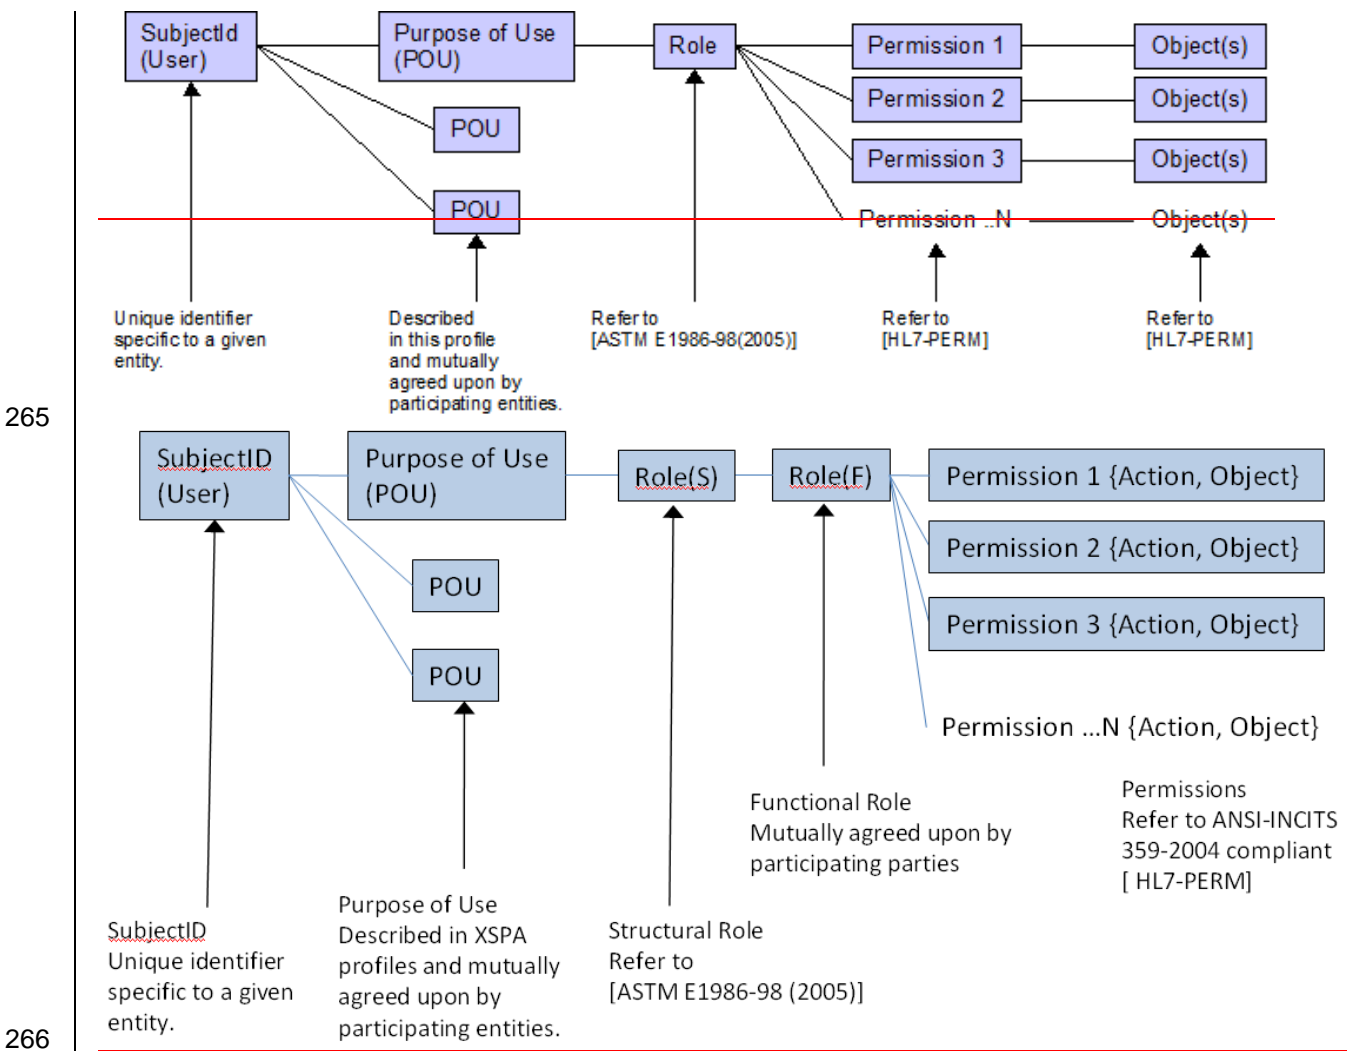 SubjectId
(User)
Purpose of Use
(POU)
Role
Permission 1
Object(s)
Permission 2
Object(s)
POU
Permission 3
Object(s)
POU
Permission ..N
Object(s)
Unique identifier
specific to a given
entity.
Described
in this profile
and mutually
agreed upon by
participating entities.
Refer to
[ASTM E1986-98(2005)]
Refer to
[HL7-PERM]
Refer to
[HL7-PERM]
265
SubjectID
(User)
Purpose of Use
(POU)
Role(S)
Role(F)
Permission 1 {Action, Object}
Permission 2 {Action, Object}
POU
Permission 3 {Action, Object}
POU
Permission ...N {Action, Object}
Functional Role
Mutually agreed upon by
participating parties
Permissions
Refer to ANSI-INCITS
359-2004 compliant
[ HL7-PERM]
SubjectID
Unique identifier
specific to a given
entity.
Purpose of Use
Described in XSPA
profiles and mutually
agreed upon by
participating entities.
Structural Role
Refer to
[ASTM E1986-98 (2005)]
266